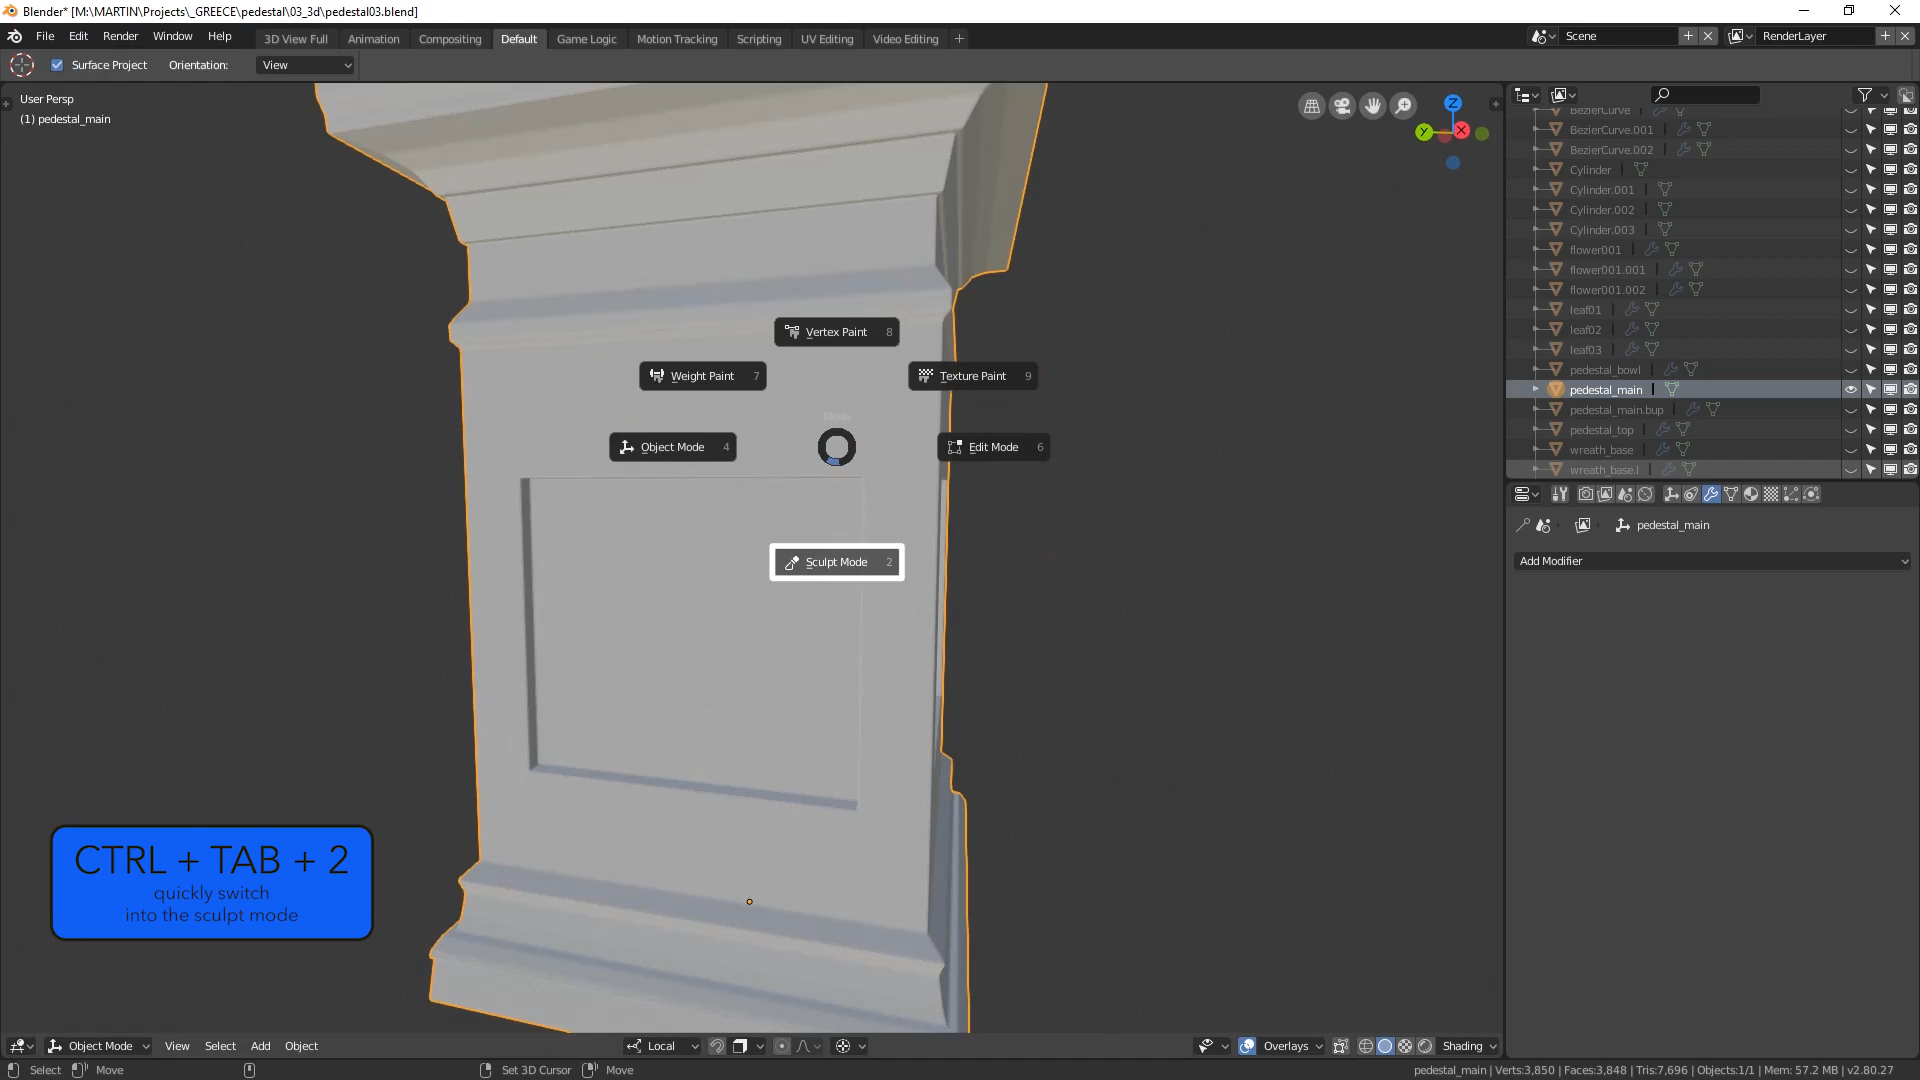 Blender* [M:\MARTIN\Projects\_GREECE\pedestal\03_3d\pedestal03.blend]
File Edit Render Window Help 3D View Full Animation Compositing Default Game Logic Motion Tracking Scripting UV Editing Video Editing Scene RenderLayer
Surface Project Orientation: View
User Persp
(1) pedestal_main
Z
Y X
BezierCurve
BezierCurve.001
BezierCurve.002
Cylinder
Cylinder.001
Cylinder.002
Cylinder.003
flower001
flower001.001
flower001.002
leaf01
leaf02
leaf03
pedestal_bowl
pedestal_main
pedestal_main.bup
pedestal_top
wreath_base
wreath_base.l
pedestal_main
Add Modifier
Vertex Paint 8
Weight Paint 7
Texture Paint 9
Mode
Object Mode 4
Edit Mode 6
Sculpt Mode 2
CTRL + TAB + 2
quickly switch
into the sculpt mode
Object Mode View Select Add Object Local Overlays Shading
Select Move Set 3D Cursor Move pedestal_main | Verts:3,850 | Faces:3,848 | Tris:7,696 | Objects:1/1 | Mem: 57.2 MB | v2.80.27